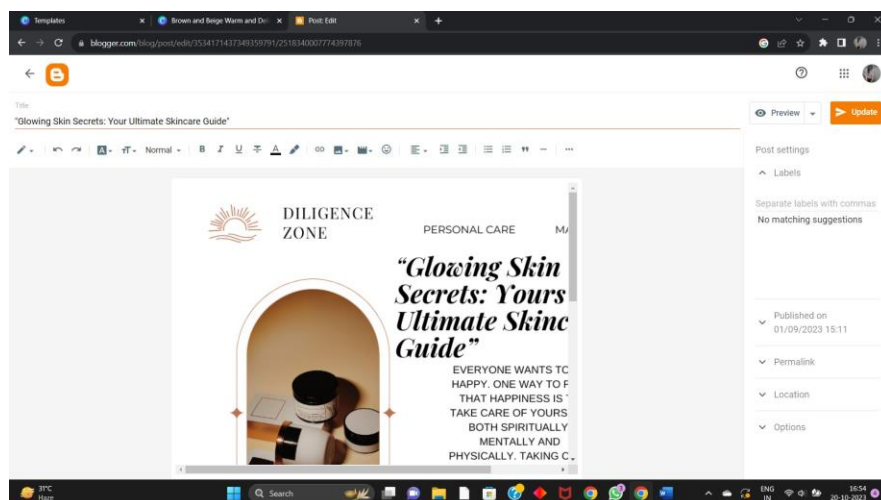 Templates
Brown and Beige Warm and De
Post: Edit
blogger.com/blog/post/edit/3534171437349359791/2518340007774397876
Title
"Glowing Skin Secrets: Your Ultimate Skincare Guide"
Preview
Update
Normal
B I U A
Post settings
Labels
Separate labels with commas
No matching suggestions
Published on
01/09/2023 15:11
Permalink
Location
Options
DILIGENCE
ZONE
PERSONAL CARE
MA
“Glowing Skin
Secrets: Yours
Ultimate Skinc
Guide”
EVERYONE WANTS TO
HAPPY. ONE WAY TO F
THAT HAPPINESS IS T
TAKE CARE OF YOURS
BOTH SPIRITUALLY
MENTALLY AND
PHYSICALLY. TAKING C
31°C
Haze
Search
ENG
IN
16:54
20-10-2023